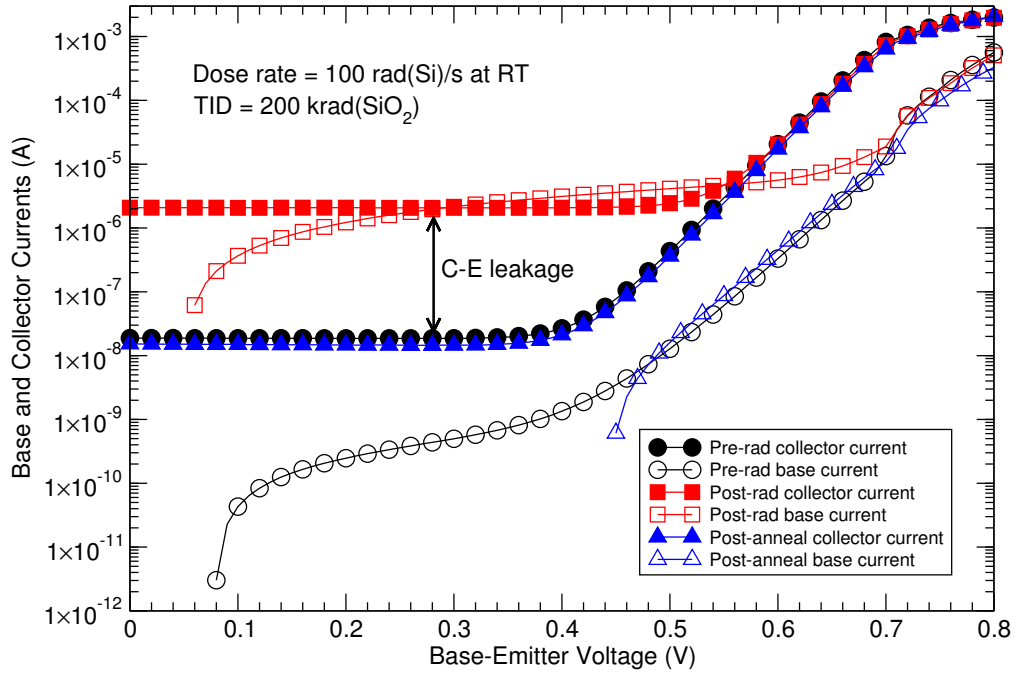 Dose rate = 100 rad(Si)/s at RT
TID = 200 krad(SiO₂)
C-E leakage
Base and Collector Currents (A)
1×10⁻³
1×10⁻⁴
1×10⁻⁵
1×10⁻⁶
1×10⁻⁷
1×10⁻⁸
1×10⁻⁹
1×10⁻¹⁰
1×10⁻¹¹
1×10⁻¹²
Pre-rad collector current
Pre-rad base current
Post-rad collector current
Post-rad base current
Post-anneal collector current
Post-anneal base current
0 0.1 0.2 0.3 0.4 0.5 0.6 0.7 0.8
Base-Emitter Voltage (V)